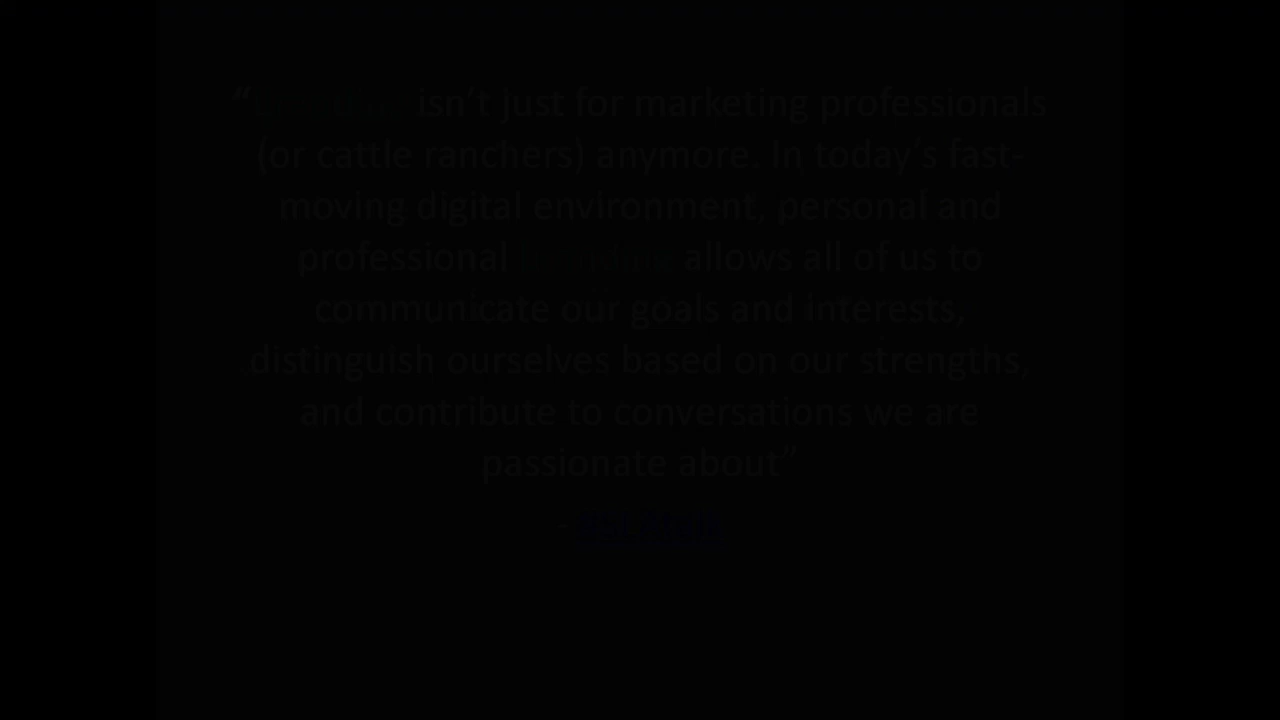 “ isn’t just for marketing professionals
(or cattle ranchers) anymore. In today’s fast-
moving digital environment, personal and
professional allows all of us to
communicate our goals and interests,
distinguish ourselves based on our strengths,
and contribute to conversations we are
passionate about”
-